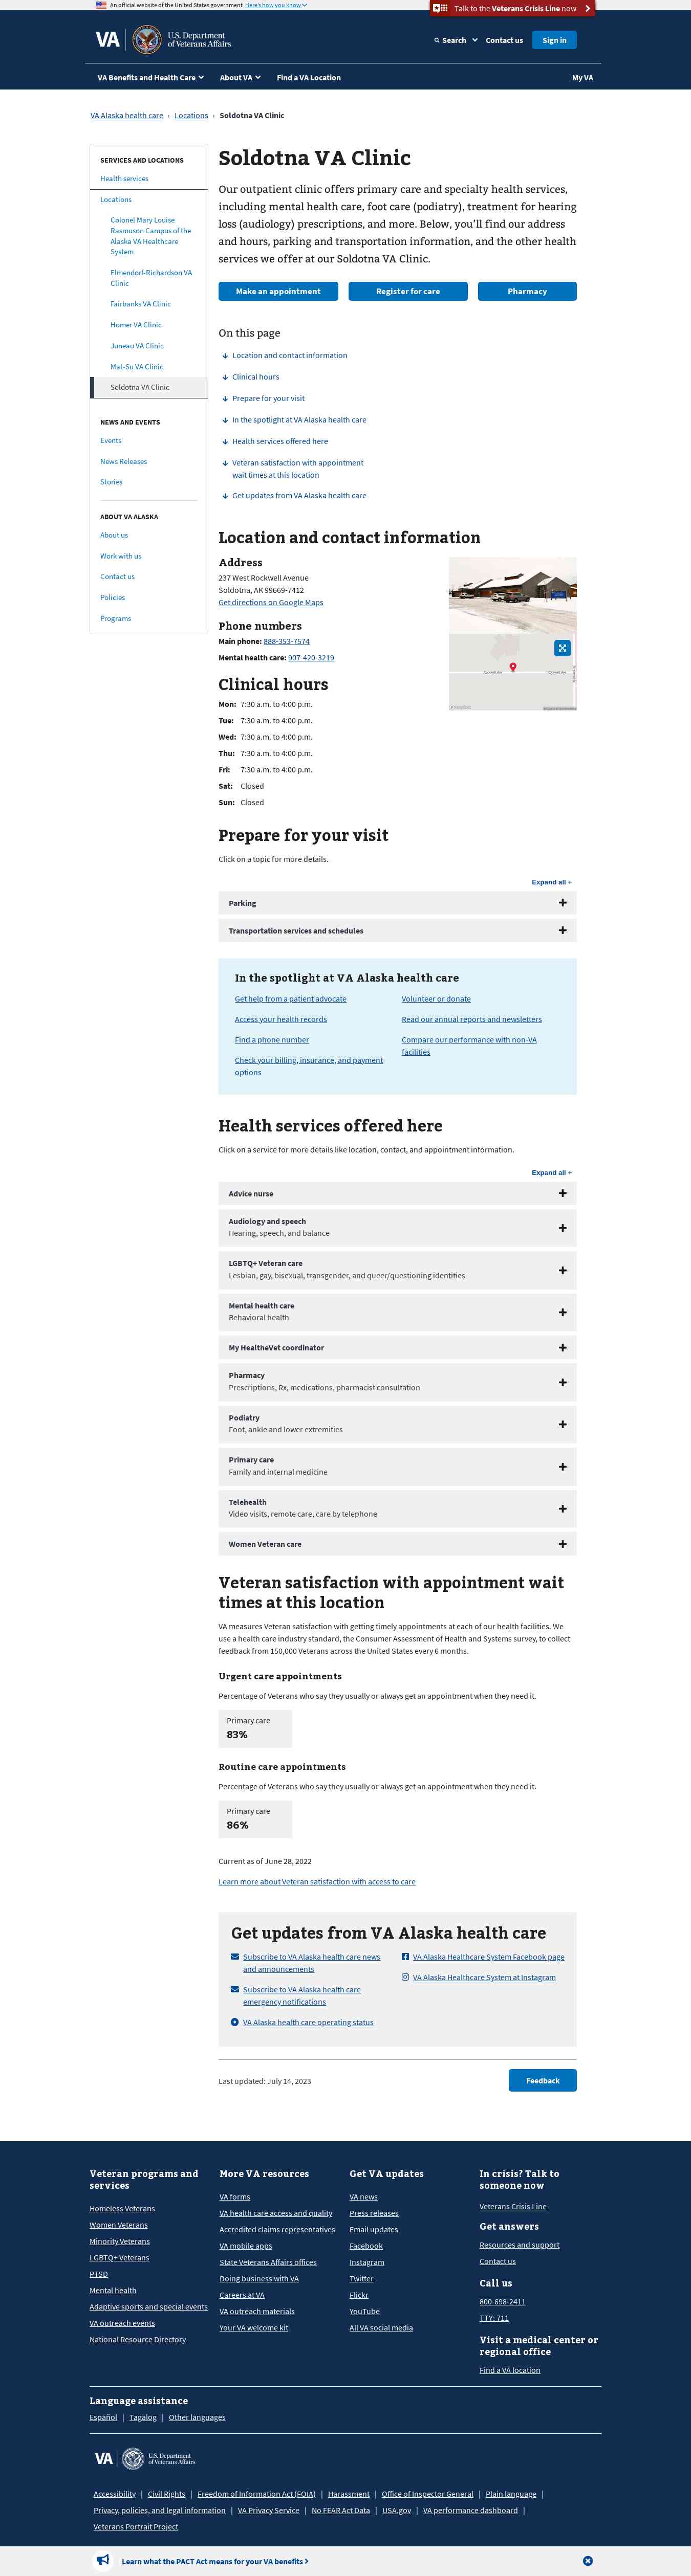 An official website of the United States government Here's how you know
Talk to the Veterans Crisis Line now
VA
U.S. Department
of Veterans Affairs
Search
Contact us
Sign in
VA Benefits and Health Care
About VA
Find a VA Location
My VA
VA Alaska health care › Locations › Soldotna VA Clinic
SERVICES AND LOCATIONS
Health services
Locations
Colonel Mary Louise
Rasmuson Campus of the
Alaska VA Healthcare
System
Elmendorf-Richardson VA
Clinic
Fairbanks VA Clinic
Homer VA Clinic
Juneau VA Clinic
Mat-Su VA Clinic
Soldotna VA Clinic
NEWS AND EVENTS
Events
News Releases
Stories
ABOUT VA ALASKA
About us
Work with us
Contact us
Policies
Programs
Soldotna VA Clinic
Our outpatient clinic offers primary care and specialty health services,
including mental health care, foot care (podiatry), treatment for hearing
loss (audiology) prescriptions, and more. Below, you'll find our address
and hours, parking and transportation information, and the other health
services we offer at our Soldotna VA Clinic.
Make an appointment
Register for care
Pharmacy
On this page
Location and contact information
Clinical hours
Prepare for your visit
In the spotlight at VA Alaska health care
Health services offered here
Veteran satisfaction with appointment
wait times at this location
Get updates from VA Alaska health care
Location and contact information
Address
237 West Rockwell Avenue
Soldotna, AK 99669-7412
Get directions on Google Maps
Phone numbers
Main phone: 888-353-7574
Mental health care: 907-420-3219
mapbox
Clinical hours
Mon: 7:30 a.m. to 4:00 p.m.
Tue: 7:30 a.m. to 4:00 p.m.
Wed: 7:30 a.m. to 4:00 p.m.
Thu: 7:30 a.m. to 4:00 p.m.
Fri: 7:30 a.m. to 4:00 p.m.
Sat: Closed
Sun: Closed
Prepare for your visit
Click on a topic for more details.
Expand all +
Parking
Transportation services and schedules
In the spotlight at VA Alaska health care
Get help from a patient advocate
Access your health records
Find a phone number
Check your billing, insurance, and payment
options
Volunteer or donate
Read our annual reports and newsletters
Compare our performance with non-VA
facilities
Health services offered here
Click on a service for more details like location, contact, and appointment information.
Expand all +
Advice nurse
Audiology and speech
Hearing, speech, and balance
LGBTQ+ Veteran care
Lesbian, gay, bisexual, transgender, and queer/questioning identities
Mental health care
Behavioral health
My HealtheVet coordinator
Pharmacy
Prescriptions, Rx, medications, pharmacist consultation
Podiatry
Foot, ankle and lower extremities
Primary care
Family and internal medicine
Telehealth
Video visits, remote care, care by telephone
Women Veteran care
Veteran satisfaction with appointment wait
times at this location
VA measures Veteran satisfaction with getting timely appointments at each of our health facilities. We
use a health care industry standard, the Consumer Assessment of Health and Systems survey, to collect
feedback from 150,000 Veterans across the United States every 6 months.
Urgent care appointments
Percentage of Veterans who say they usually or always get an appointment when they need it.
Primary care
83%
Routine care appointments
Percentage of Veterans who say they usually or always get an appointment when they need it.
Primary care
86%
Current as of June 28, 2022
Learn more about Veteran satisfaction with access to care
Get updates from VA Alaska health care
Subscribe to VA Alaska health care news
and announcements
Subscribe to VA Alaska health care
emergency notifications
VA Alaska health care operating status
VA Alaska Healthcare System Facebook page
VA Alaska Healthcare System at Instagram
Last updated: July 14, 2023
Feedback
Veteran programs and
services
Homeless Veterans
Women Veterans
Minority Veterans
LGBTQ+ Veterans
PTSD
Mental health
Adaptive sports and special events
VA outreach events
National Resource Directory
More VA resources
VA forms
VA health care access and quality
Accredited claims representatives
VA mobile apps
State Veterans Affairs offices
Doing business with VA
Careers at VA
VA outreach materials
Your VA welcome kit
Get VA updates
VA news
Press releases
Email updates
Facebook
Instagram
Twitter
Flickr
YouTube
All VA social media
In crisis? Talk to
someone now
Veterans Crisis Line
Get answers
Resources and support
Contact us
Call us
800-698-2411
TTY: 711
Visit a medical center or
regional office
Find a VA location
Language assistance
Español | Tagalog | Other languages
VA
U.S. Department
of Veterans Affairs
Accessibility | Civil Rights | Freedom of Information Act (FOIA) | Harassment | Office of Inspector General | Plain language |
Privacy, policies, and legal information | VA Privacy Service | No FEAR Act Data | USA.gov | VA performance dashboard |
Veterans Portrait Project
Learn what the PACT Act means for your VA benefits